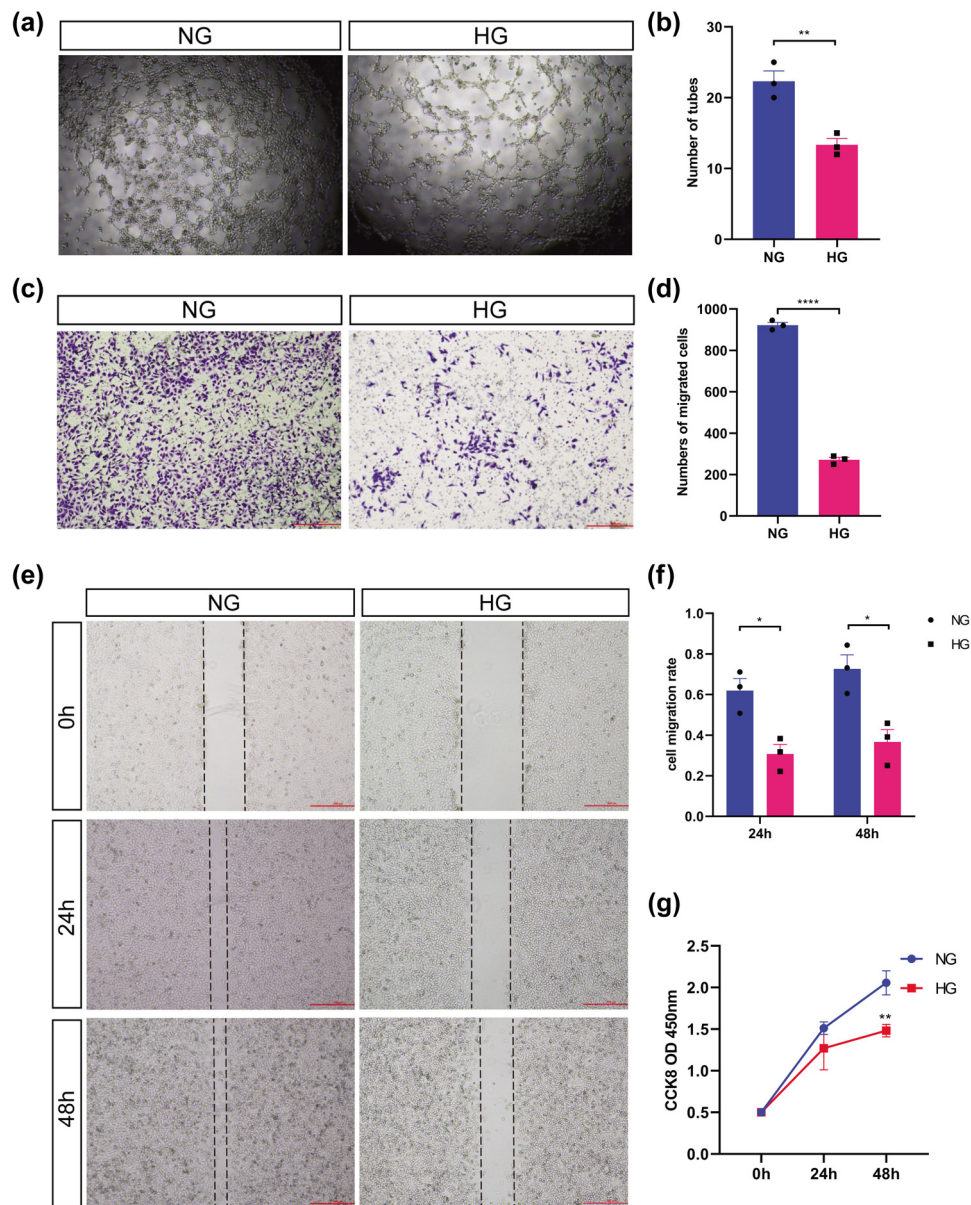 (a)
NG
HG
(b)
30
20
10
0
Number of tubes
**
NG
HG
(c)
NG
HG
(d)
1000
800
600
400
200
0
Numbers of migrated cells
****
NG
HG
(e)
NG
HG
0h
24h
48h
(f)
1.0
0.8
0.6
0.4
0.2
0.0
cell migration rate
*
*
24h
48h
NG
HG
(g)
2.5
2.0
1.5
1.0
0.5
0.0
CCK8 OD 450nm
**
0h
24h
48h
NG
HG